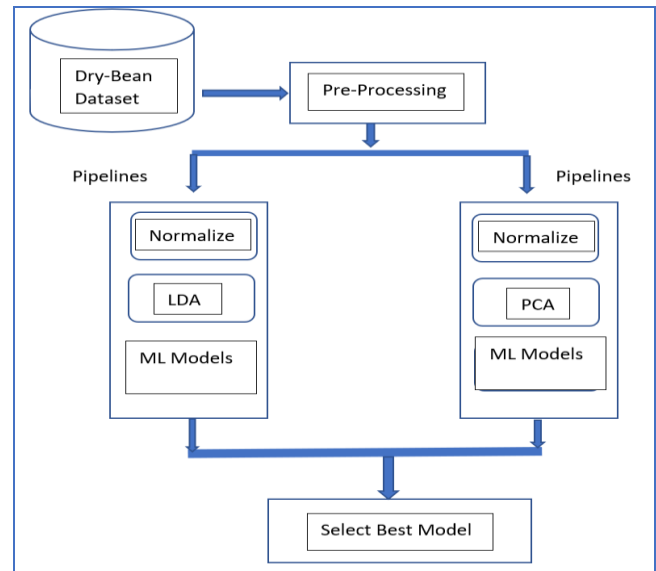 Dry-Bean
Dataset
Pre-Processing
Pipelines
Pipelines
Normalize
LDA
ML Models
Normalize
PCA
ML Models
Select Best Model